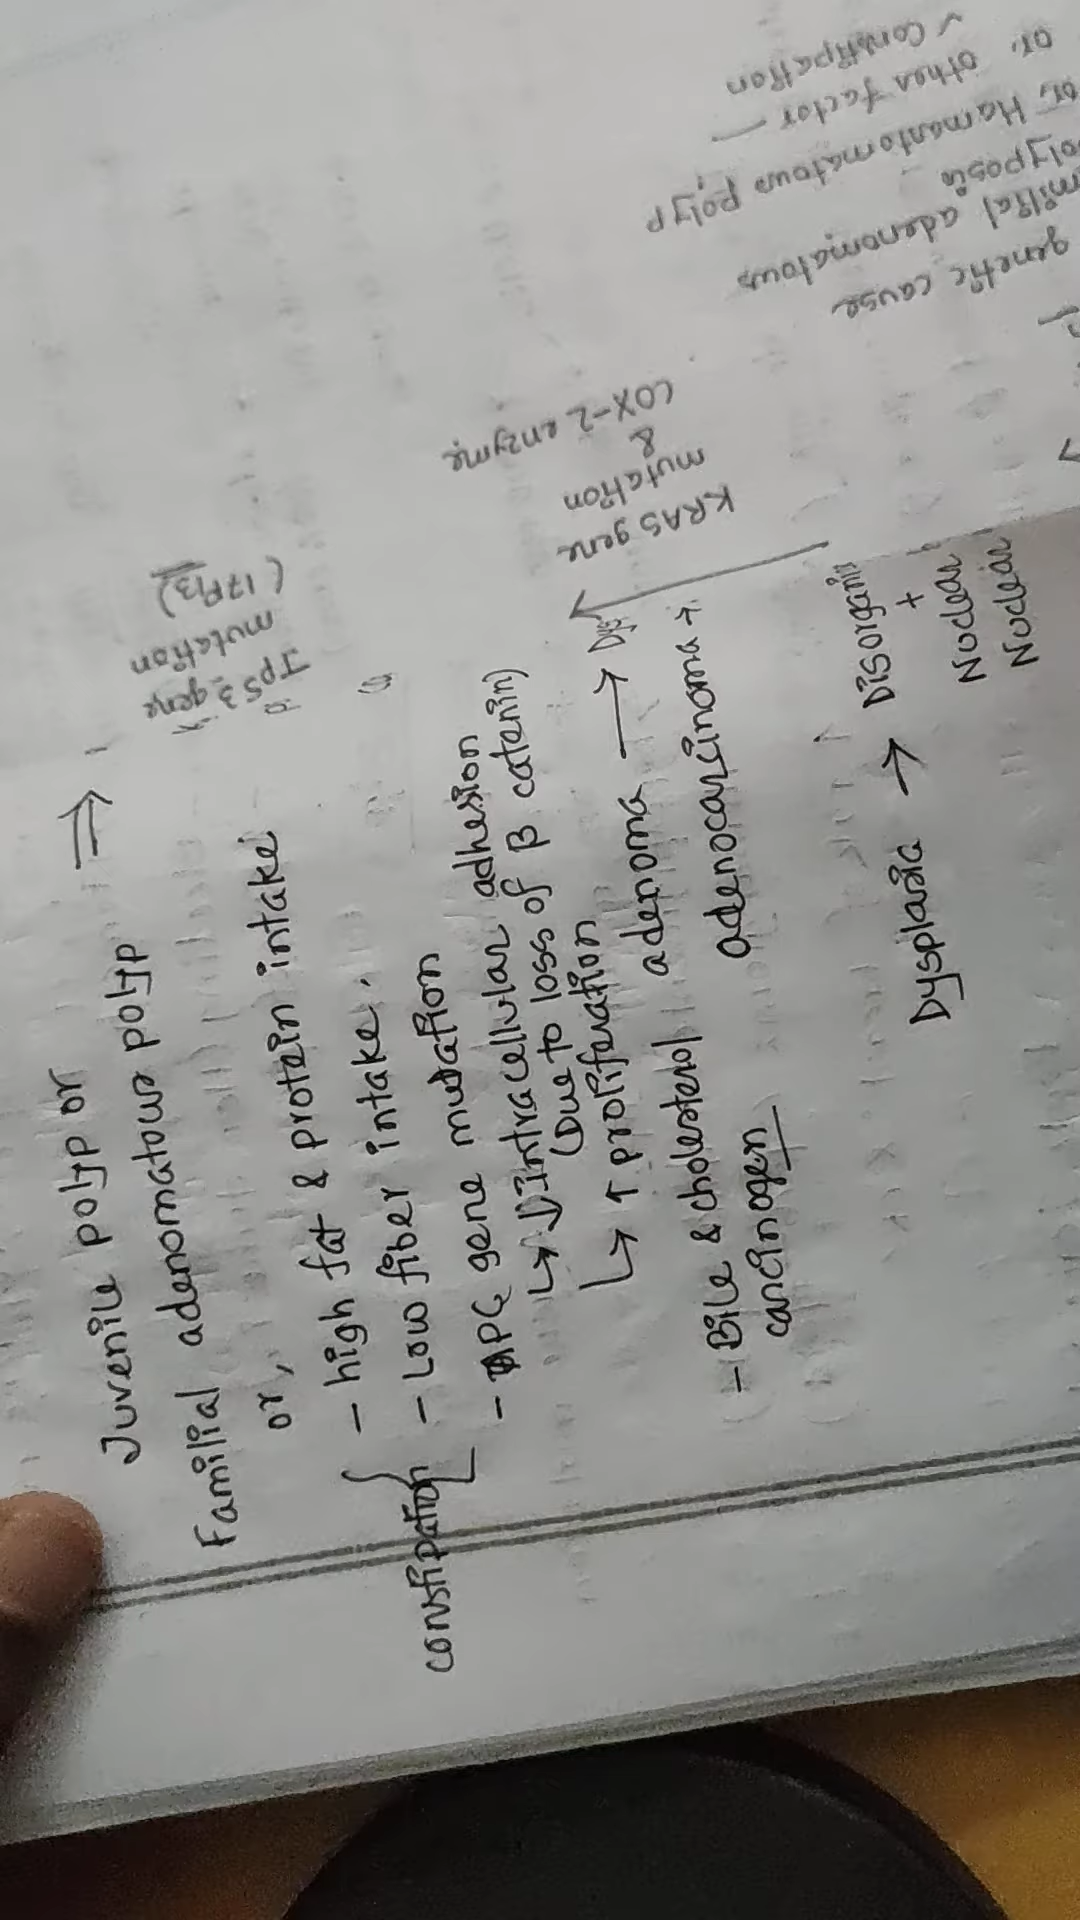 Juvenile polyp or ⇒
Familial adenomatous polyp
or,
- high fat & protein intake
- Low fiber intake.
constipation
- APC gene mutation
↳ ↓ Intracellular adhesion
(Due to loss of β catenin)
↳ ↑ proliferation
adenoma → Dys
- Bile & cholesterol
carcinogen
adenocarcinoma +
Dysplasia → Disorganis
+
Nuclear
Nuclear
genetic cause
milial adenomatous
olyposis
or, Hamartomatous polyp
or, other factor —
✓ constipation
KRAS gene
mutation
&
COX-2 enzyme
TP53 gene
mutation
(17P13)